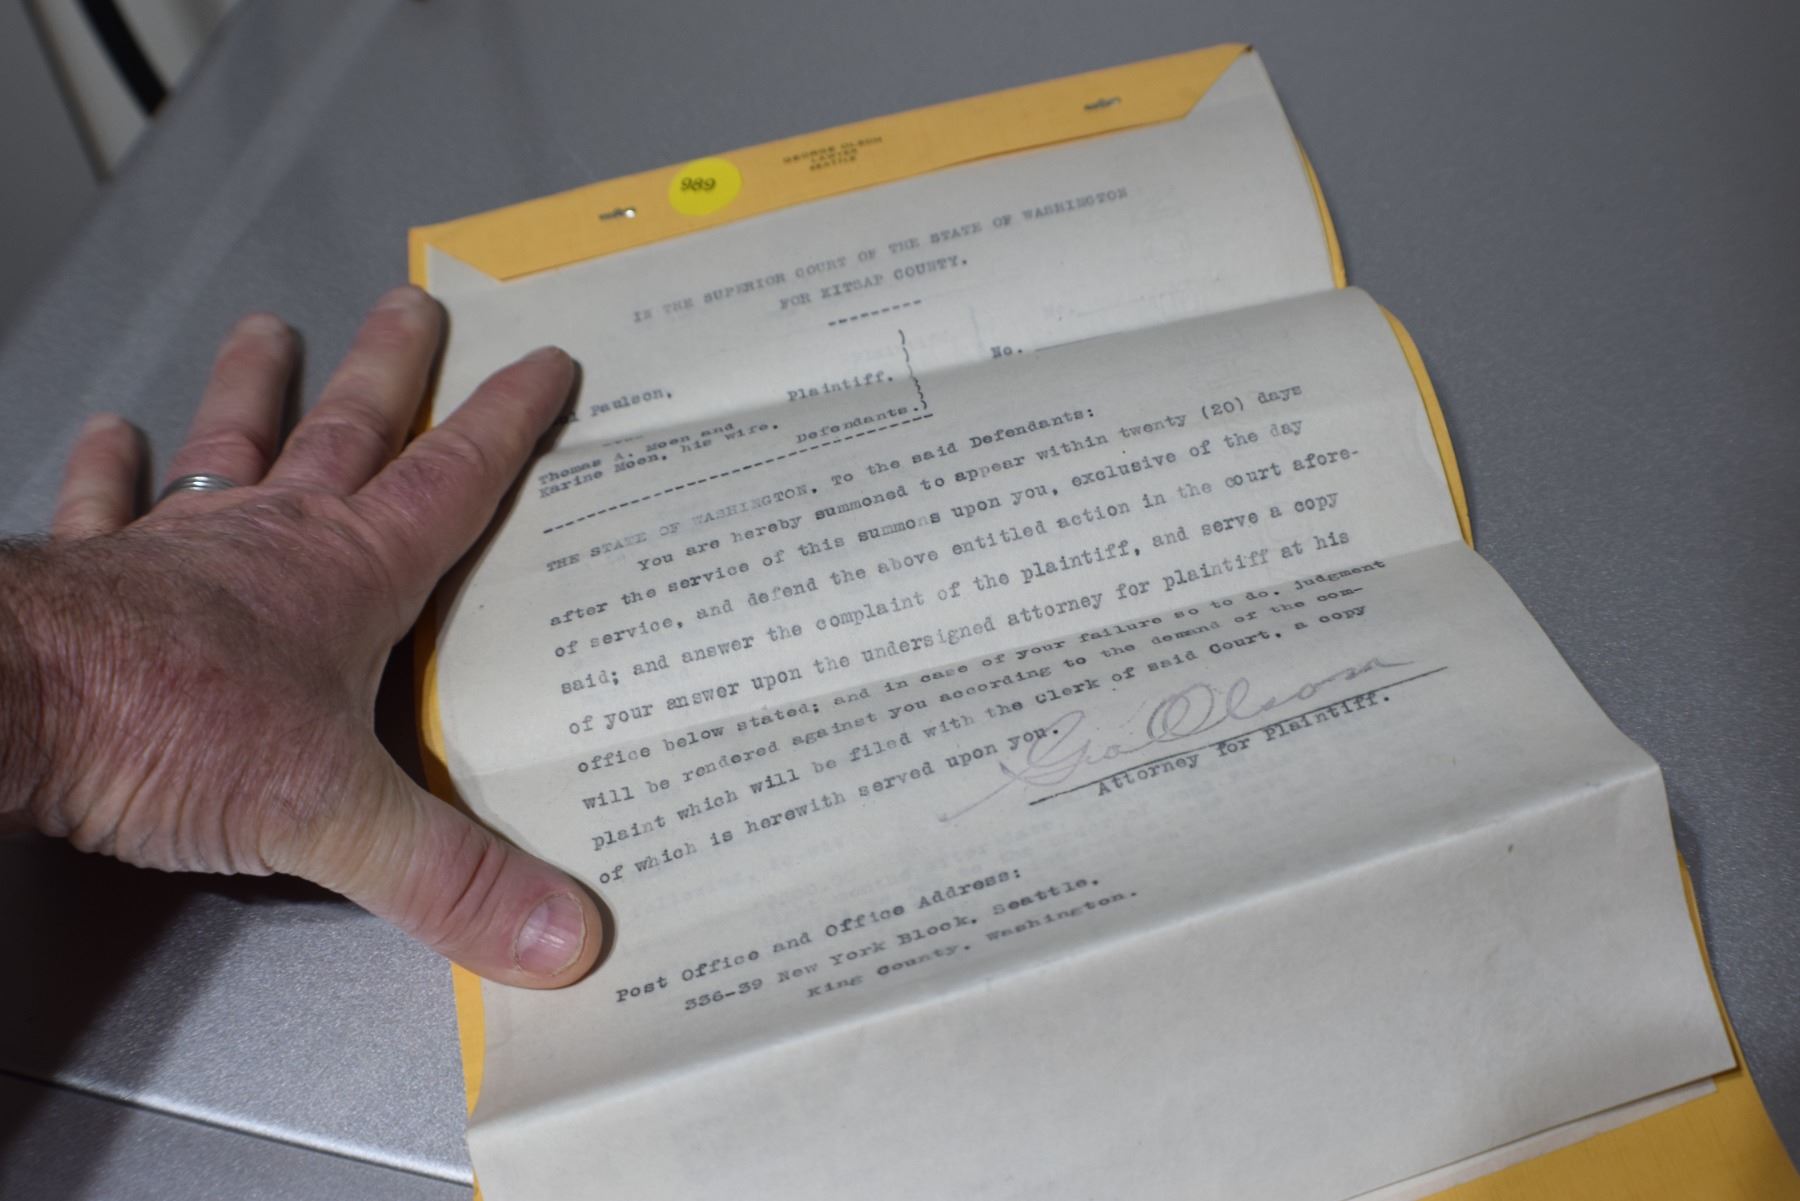 GEORGE OLSON
LAWYER
SEATTLE
989
IN THE SUPERIOR COURT OF THE STATE OF WASHINGTON
FOR KITSAP COUNTY.
---------
Paulson,
Plaintiff.
No.
Thomas A. Moen and
Karine Moen, his wife.
Defendants.
THE STATE OF WASHINGTON, To the said Defendants:
You are hereby summoned to appear within twenty (20) days
after the service of this summons upon you, exclusive of the day
of service, and defend the above entitled action in the court afore-
said; and answer the complaint of the plaintiff, and serve a copy
of your answer upon the undersigned attorney for plaintiff at his
office below stated; and in case of your failure so to do, judgment
will be rendered against you according to the demand of the com-
plaint which will be filed with the Clerk of said Court, a copy
of which is herewith served upon you.
Geo Olson
Attorney for Plaintiff.
Post Office and Office Address:
336-39 New York Block, Seattle,
King County, Washington.